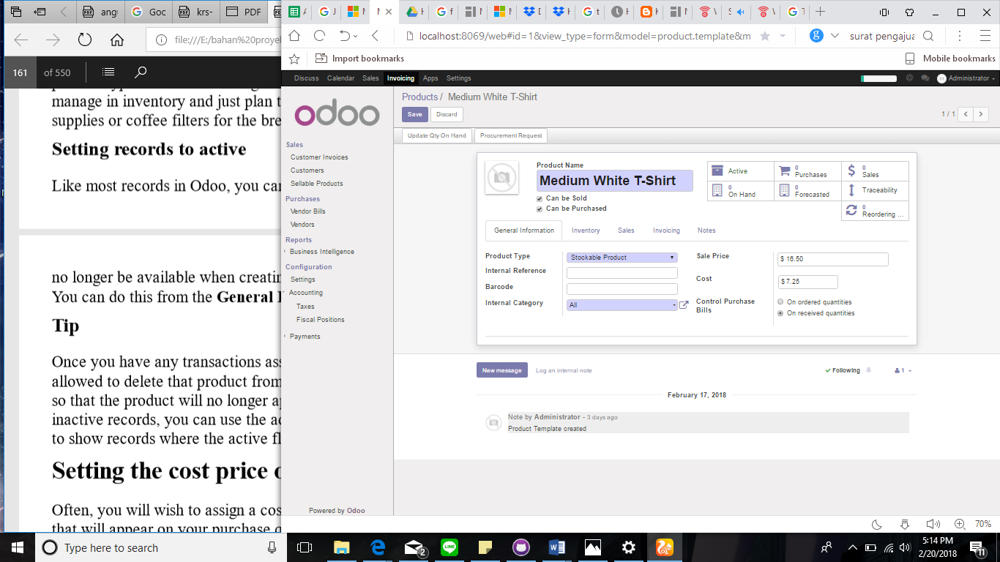 ang
Goc
krs-
PDF
file:///E:/bahan%20proyel
161
of 550
manage in inventory and just plan t
supplies or coffee filters for the bre
Setting records to active
Like most records in Odoo, you can
no longer be available when creatin
You can do this from the General I
Tip
Once you have any transactions ass
allowed to delete that product from
so that the product will no longer a
inactive records, you can use the ad
to show records where the active fl
Setting the cost price o
Often, you will wish to assign a cos
that will appear on your purchase o
localhost:8069/web#id=1&view_type=form&model=product.template&m
surat pengajua
Import bookmarks
Mobile bookmarks
Discuss Calendar Sales Invoicing Apps Settings
Administrator
odoo
Sales
Customer Invoices
Customers
Sellable Products
Purchases
Vendor Bills
Vendors
Reports
Business Intelligence
Configuration
Settings
Accounting
Taxes
Fiscal Positions
Payments
Powered by Odoo
Products / Medium White T-Shirt
Save Discard
1 / 1
Update Qty On Hand Procurement Request
Product Name
Medium White T-Shirt
Can be Sold
Can be Purchased
Active
0 Purchases
0 Sales
0 On Hand
0 Forecasted
Traceability
0 Reordering ...
General Information Inventory Sales Invoicing Notes
Product Type Stockable Product
Internal Reference
Barcode
Internal Category All
Sale Price $ 16.50
Cost $ 7.25
Control Purchase Bills
On ordered quantities
On received quantities
New message Log an internal note
Following 1
February 17, 2018
Note by Administrator - 3 days ago
Product Template created
70%
Type here to search
2
5:14 PM
2/20/2018
11